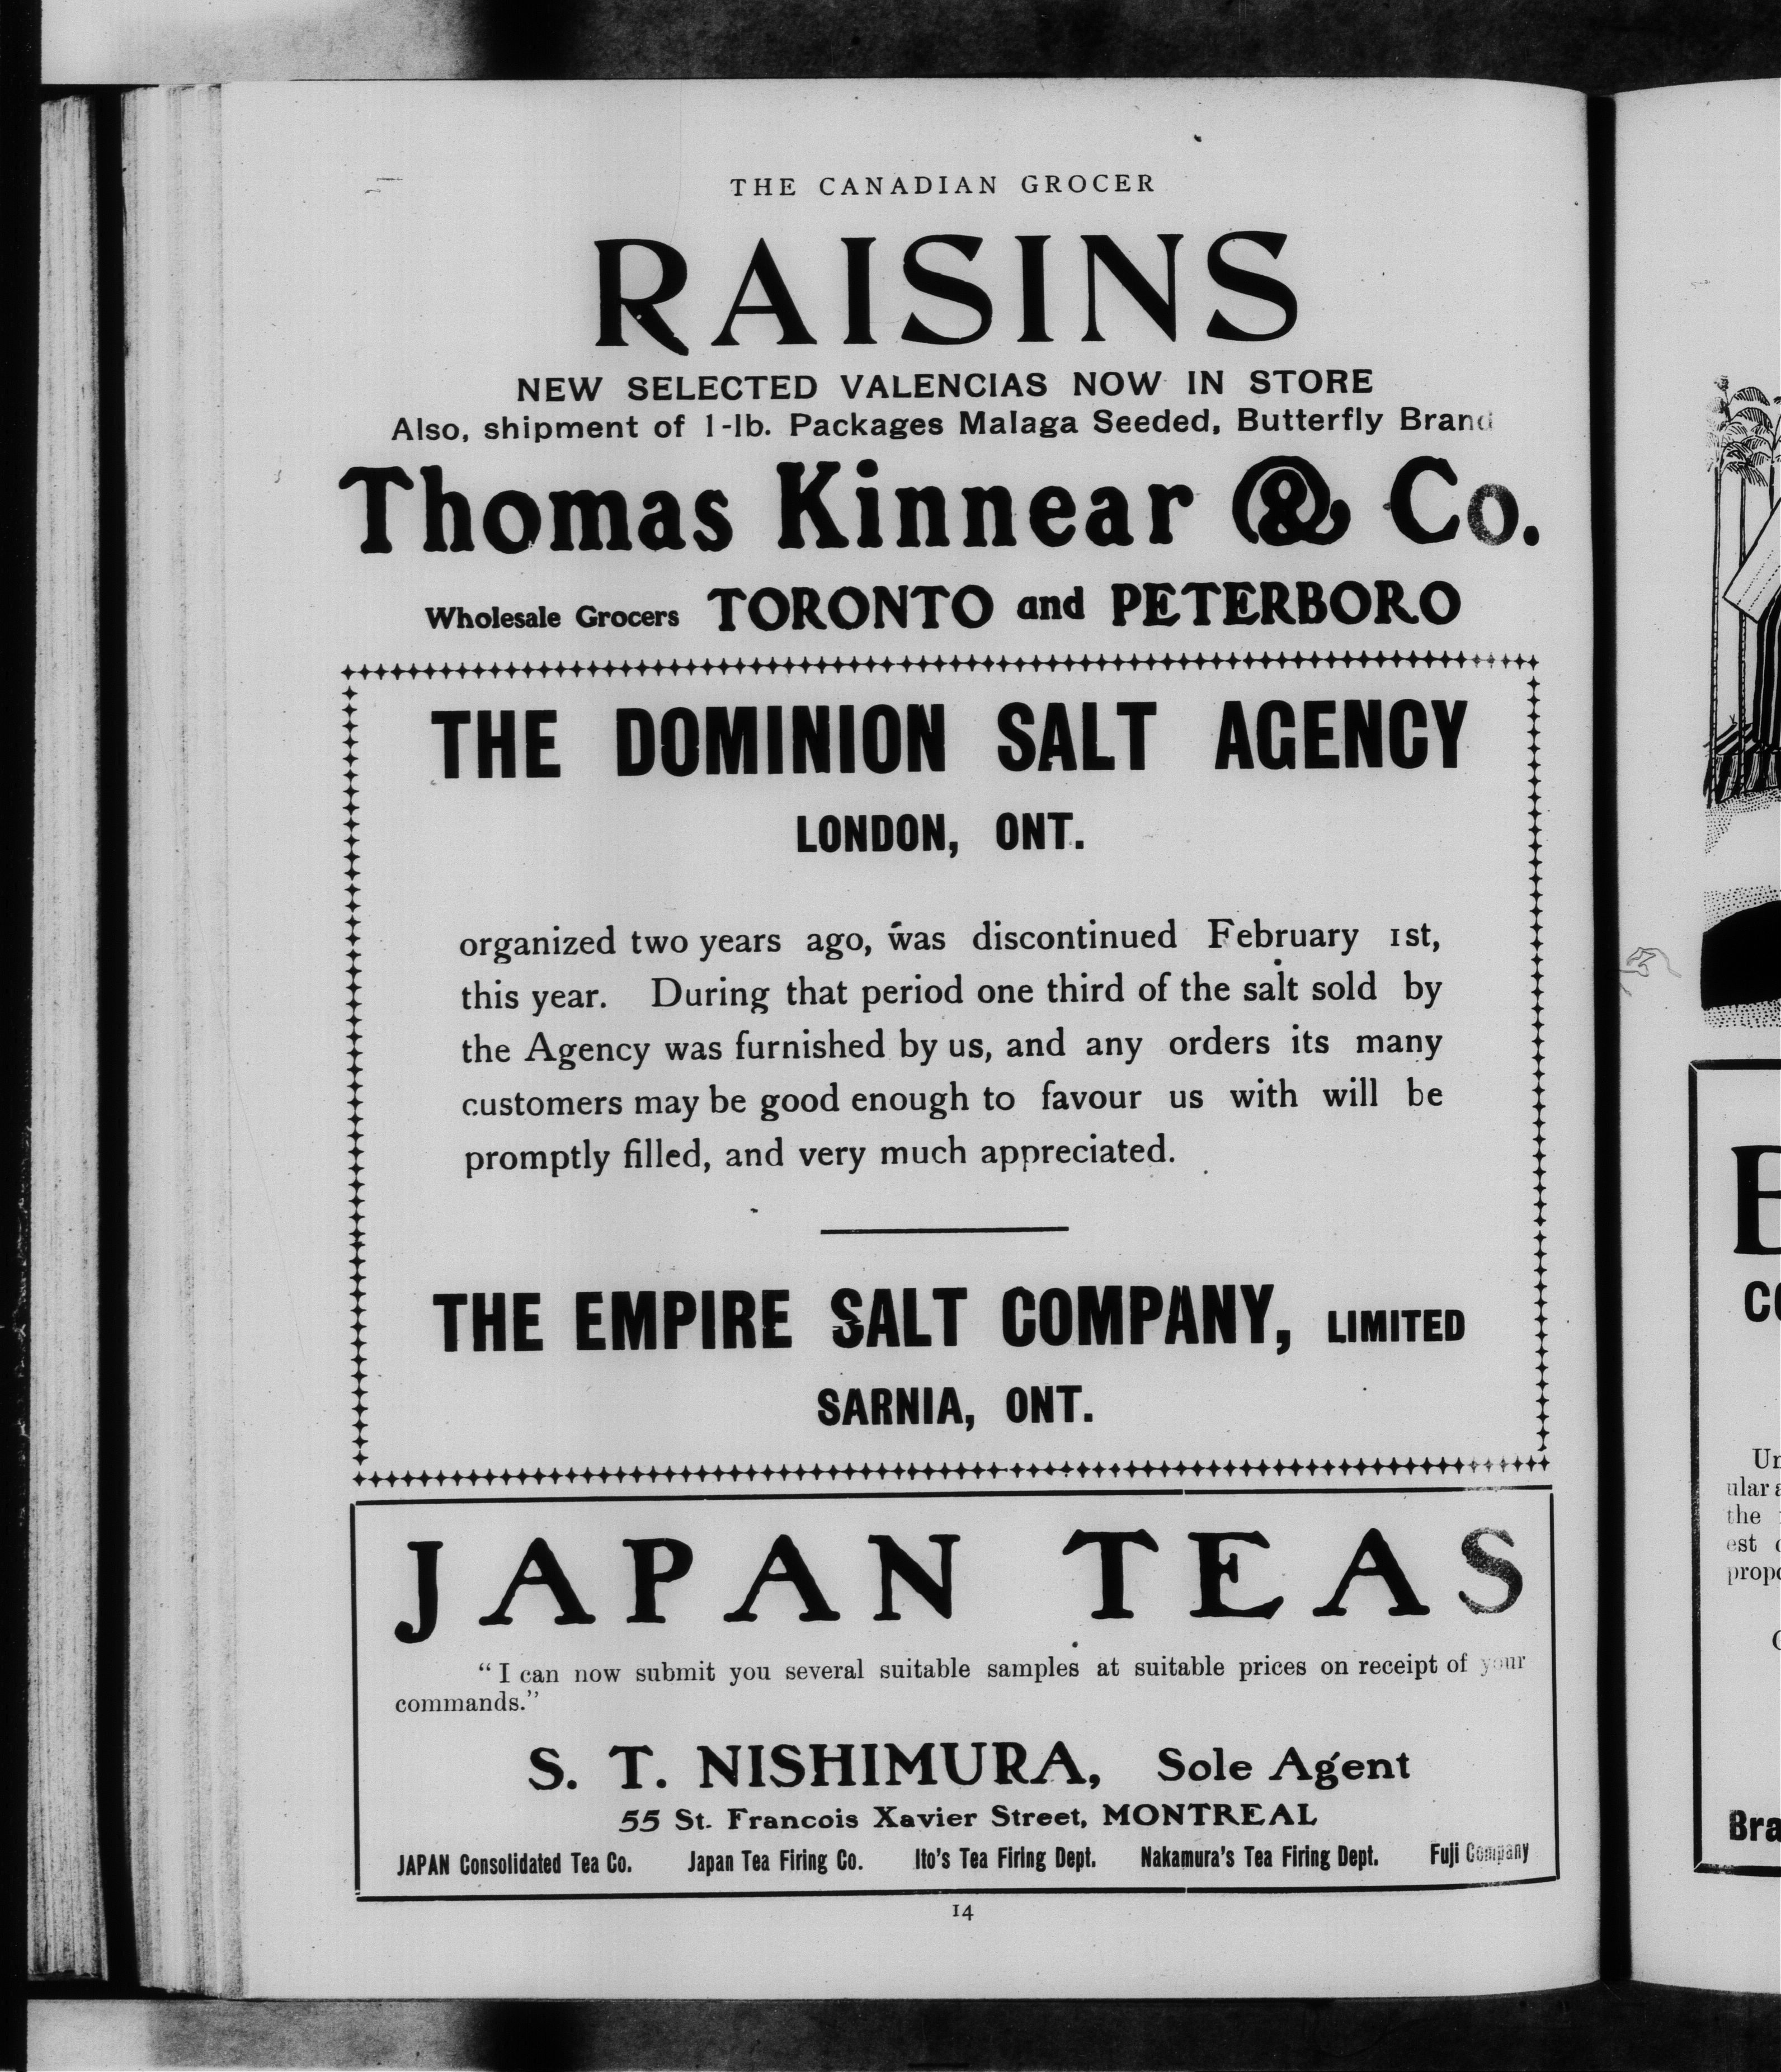 THE CANADIAN GROCER
RAISINS
NEW SELECTED VALENCIAS NOW IN STORE
Also, shipment of 1-lb. Packages Malaga Seeded, Butterfly Brand
Thomas Kinnear & Co.
Wholesale Grocers TORONTO and PETERBORO
THE DOMINION SALT AGENCY
LONDON, ONT.
organized two years ago, was discontinued February 1st,
this year. During that period one third of the salt sold by
the Agency was furnished by us, and any orders its many
customers may be good enough to favour us with will be
promptly filled, and very much appreciated.
THE EMPIRE SALT COMPANY, LIMITED
SARNIA, ONT.
JAPAN TEAS
“I can now submit you several suitable samples at suitable prices on receipt of your
commands.”
S. T. NISHIMURA, Sole Agent
55 St. Francois Xavier Street, MONTREAL
JAPAN Consolidated Tea Co. Japan Tea Firing Co. Ito's Tea Firing Dept. Nakamura's Tea Firing Dept. Fuji Company
14
the
est
Bra